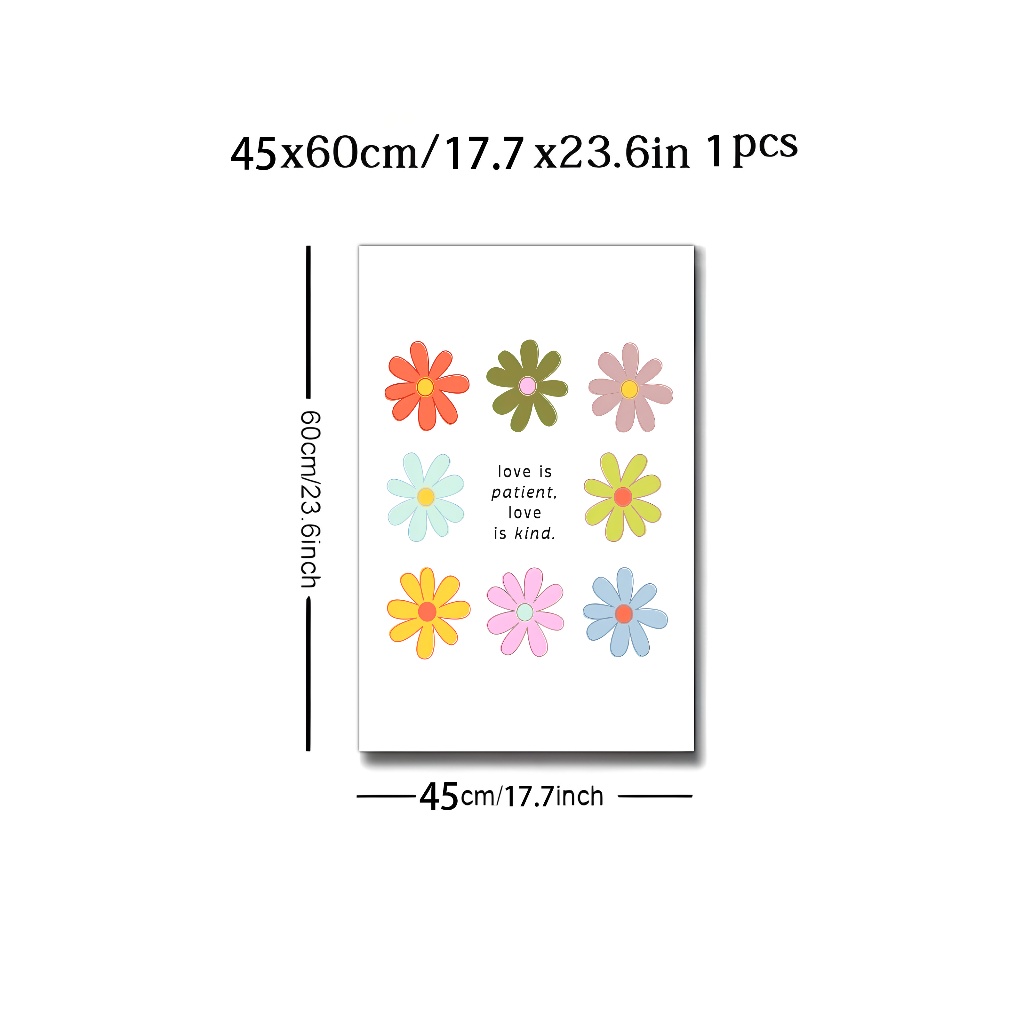 45x60cm/17.7 x23.6in 1pcs
60cm/23.6inch
love is
patient,
love
is kind.
45cm/17.7inch